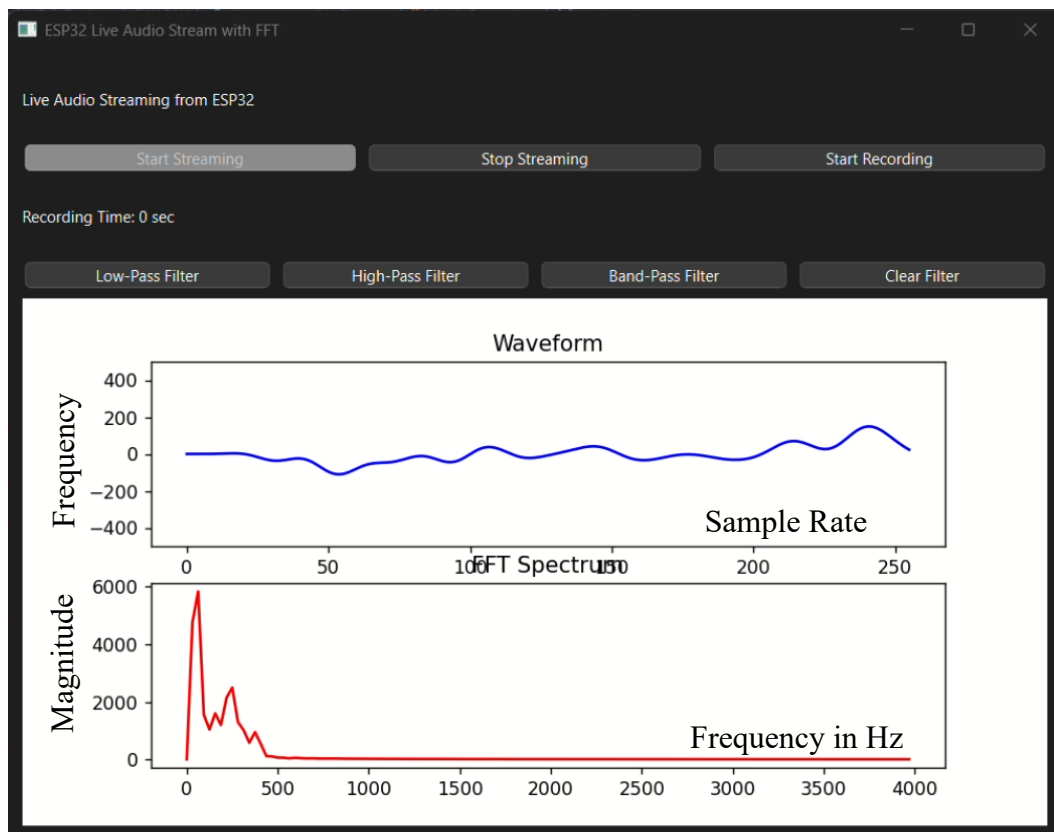 ESP32 Live Audio Stream with FFT
Live Audio Streaming from ESP32
Start Streaming Stop Streaming Start Recording
Recording Time: 0 sec
Low-Pass Filter High-Pass Filter Band-Pass Filter Clear Filter
Waveform
Frequency
400
200
0
−200
−400
Sample Rate
0 50 100 150 200 250
FFT Spectrum
Magnitude
6000
4000
2000
0
Frequency in Hz
0 500 1000 1500 2000 2500 3000 3500 4000